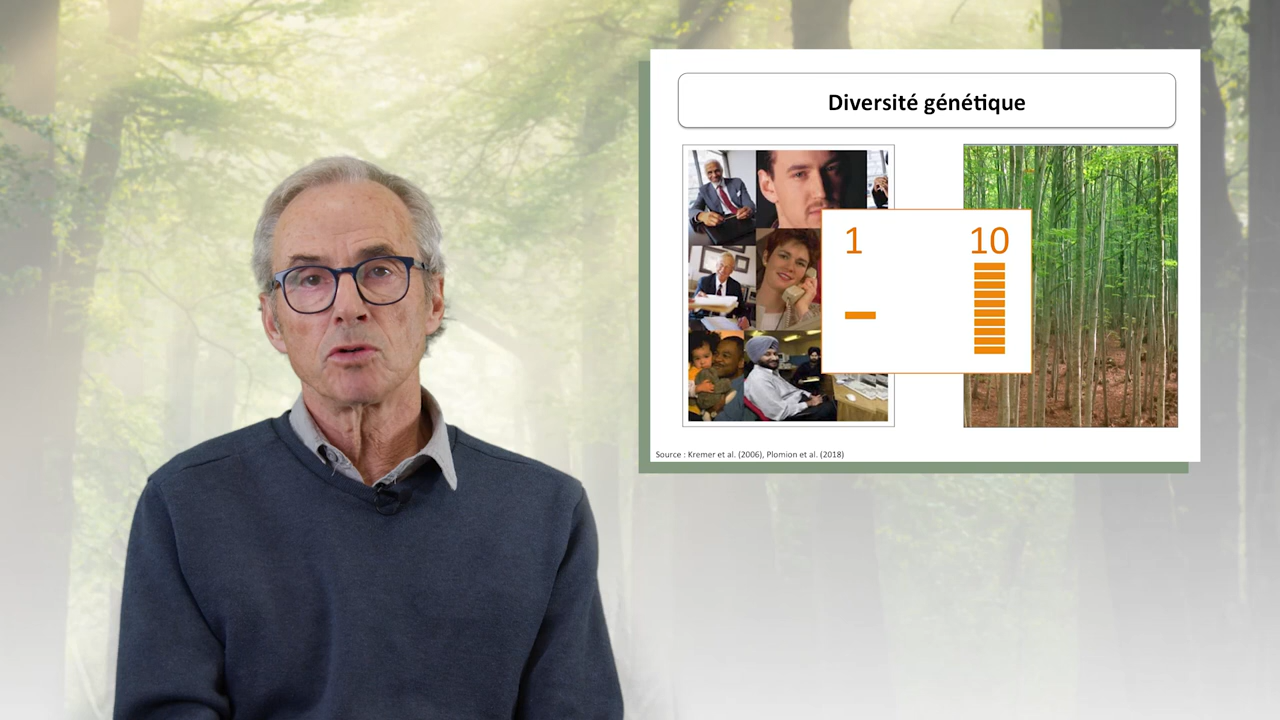 Diversité génétique
1
10
Source : Kremer et al. (2006), Plomion et al. (2018)